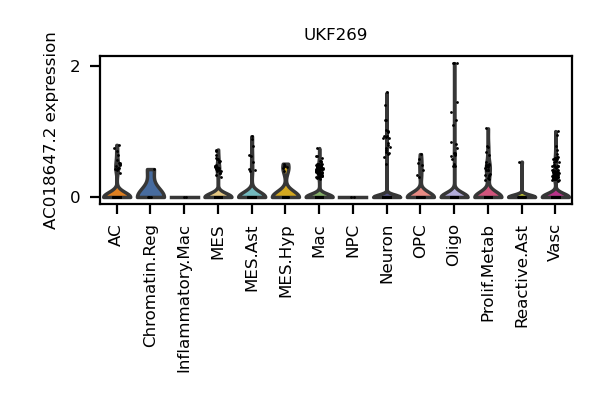 UKF269
AC018647.2 expression
2
0
AC
Chromatin.Reg
Inflammatory.Mac
MES
MES.Ast
MES.Hyp
Mac
NPC
Neuron
OPC
Oligo
Prolif.Metab
Reactive.Ast
Vasc